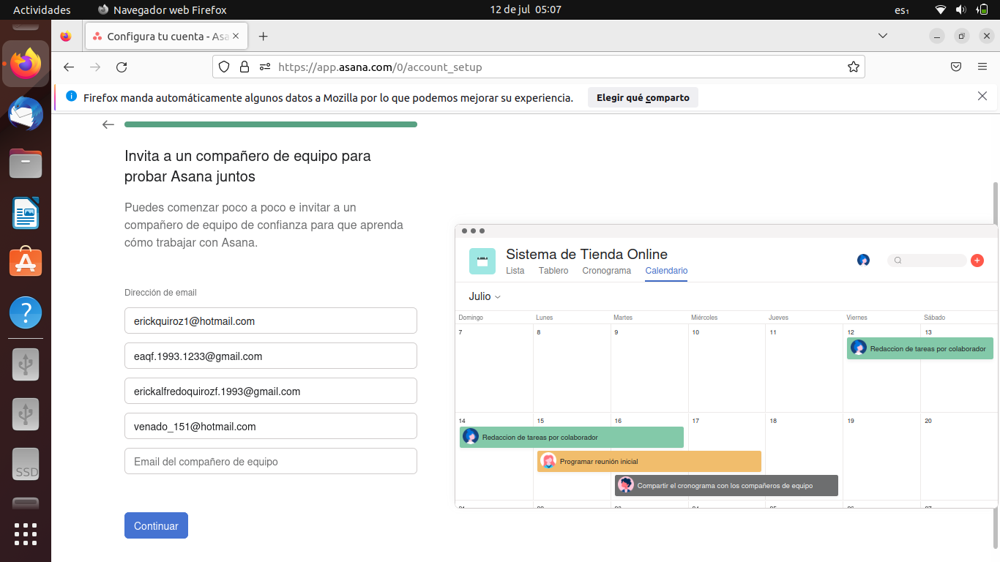 Actividades
Navegador web Firefox
12 de jul 05:07
es₁
Configura tu cuenta - Asa
https://app.asana.com/0/account_setup
Firefox manda automáticamente algunos datos a Mozilla por lo que podemos mejorar su experiencia.
Elegir qué comparto
Invita a un compañero de equipo para
probar Asana juntos
Puedes comenzar poco a poco e invitar a un
compañero de equipo de confianza para que aprenda
cómo trabajar con Asana.
Dirección de email
erickquiroz1@hotmail.com
eaqf.1993.1233@gmail.com
erickalfredoquirozf.1993@gmail.com
venado_151@hotmail.com
Email del compañero de equipo
Continuar
Sistema de Tienda Online
Lista Tablero Cronograma Calendario
Julio
Domingo Lunes Martes Miércoles Jueves Viernes Sábado
7 8 9 10 11 12 13
Redaccion de tareas por colaborador
14 15 16 17 18 19 20
Redaccion de tareas por colaborador
Programar reunión inicial
Compartir el cronograma con los compañeros de equipo
SSD